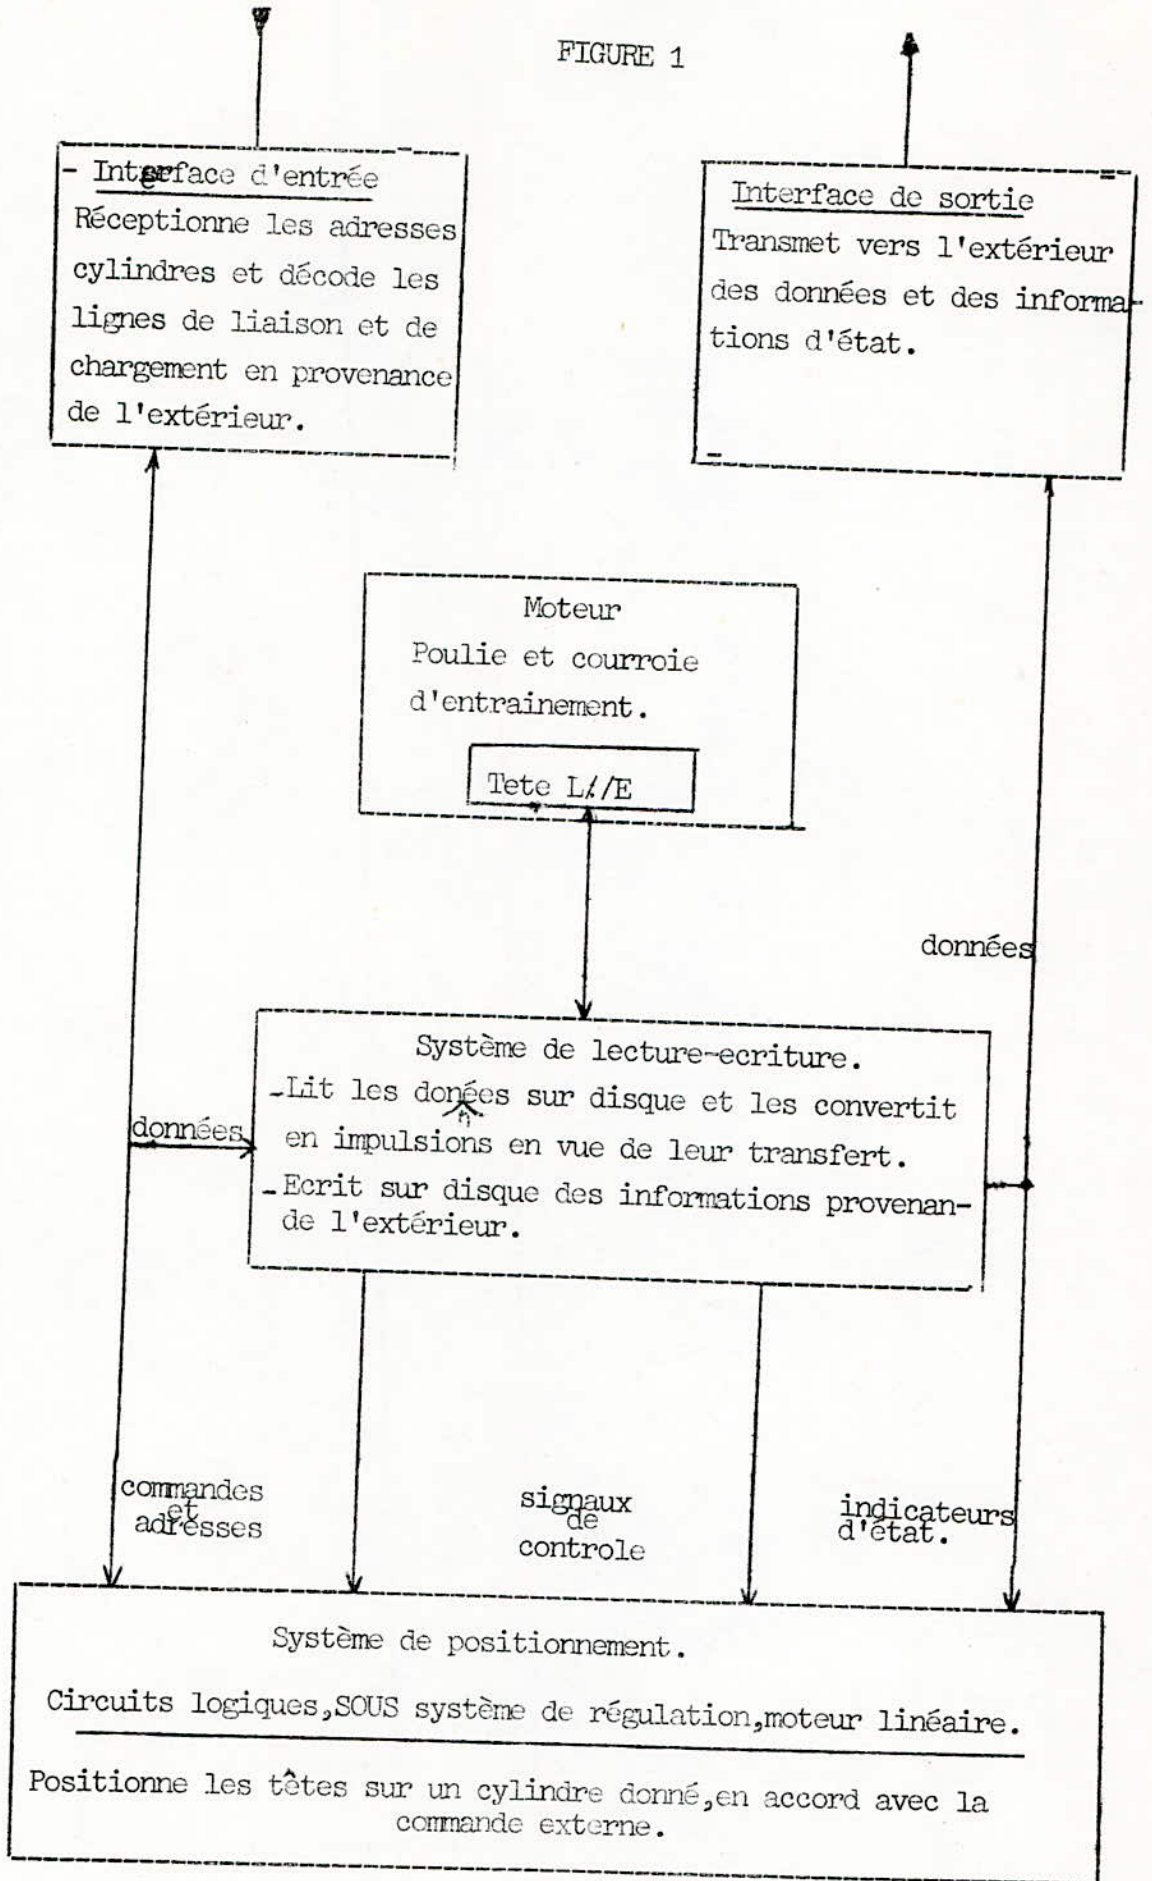 FIGURE 1
- Interface d'entrée
Réceptionne les adresses
cylindres et décode les
lignes de liaison et de
chargement en provenance
de l'extérieur.
Interface de sortie
Transmet vers l'extérieur
des données et des informa-
tions d'état.
Moteur
Poulie et courroie
d'entrainement.
Tete L//E
données
Système de lecture-ecriture.
-Lit les données sur disque et les convertit
en impulsions en vue de leur transfert.
-Ecrit sur disque des informations provenan-
de l'extérieur.
données
commandes
et
adresses
signaux
de
controle
indicateurs
d'état.
Système de positionnement.
Circuits logiques,SOUS système de régulation,moteur linéaire.
Positionne les têtes sur un cylindre donné,en accord avec la
commande externe.